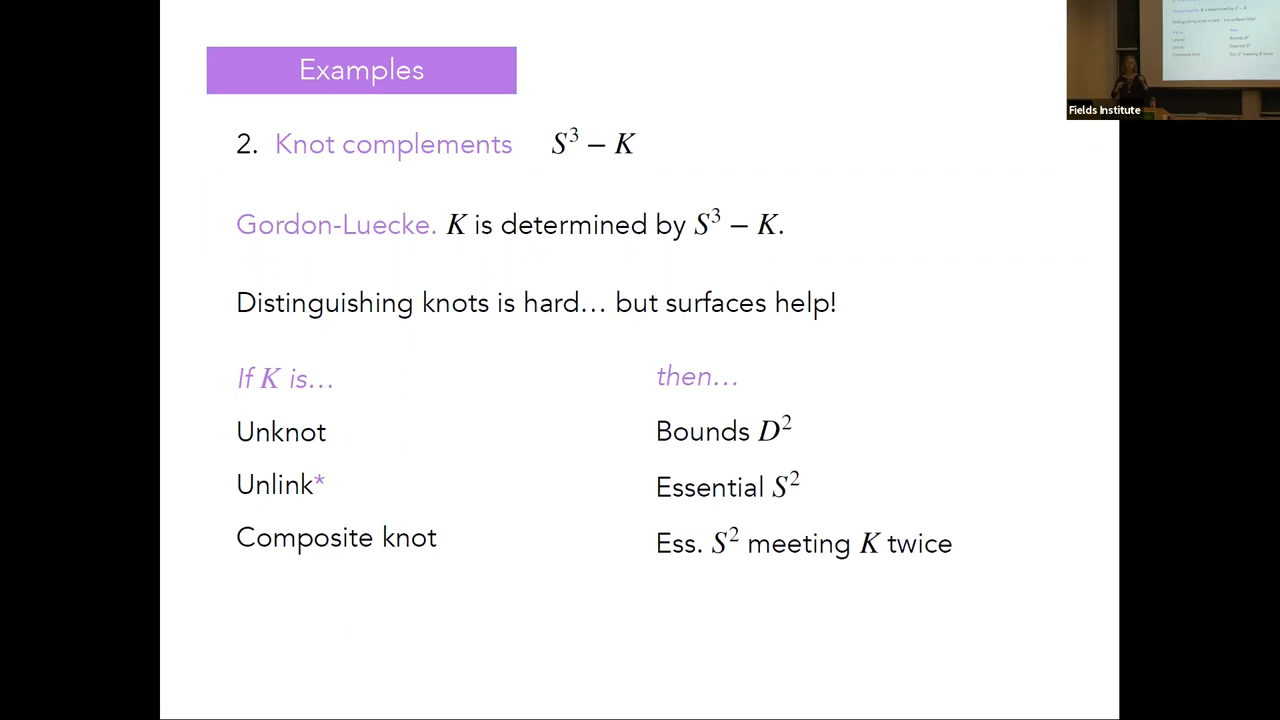 Examples
2. Knot complements S³ – K
Gordon-Luecke. K is determined by S³ – K.
Distinguishing knots is hard… but surfaces help!
If K is… then…
Unknot Bounds D²
Unlink* Essential S²
Composite knot Ess. S² meeting K twice
Fields Institute